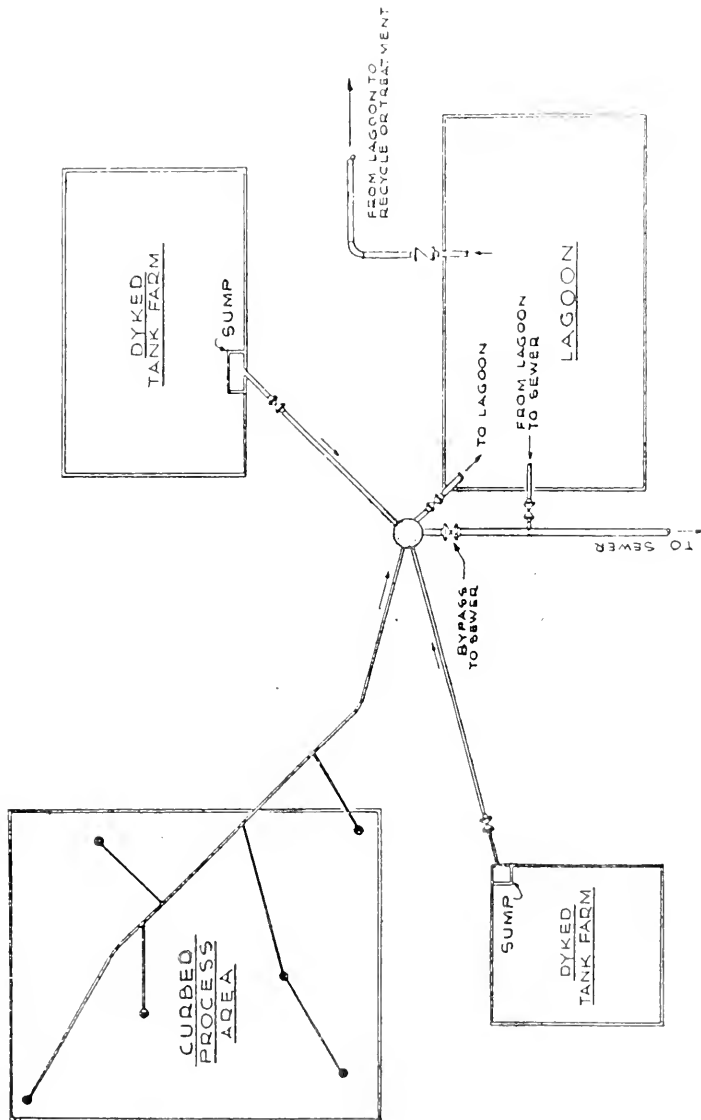 FROM LAGOON TO
RECYCLE OR TREATMENT
DYKED
TANK FARM
SUMP
LAGOON
TO LAGOON
FROM LAGOON
TO SEWER
TO SEWER
BYPASS
TO SEWER
CURBED
PROCESS
AREA
SUMP
DYKED
TANK FARM